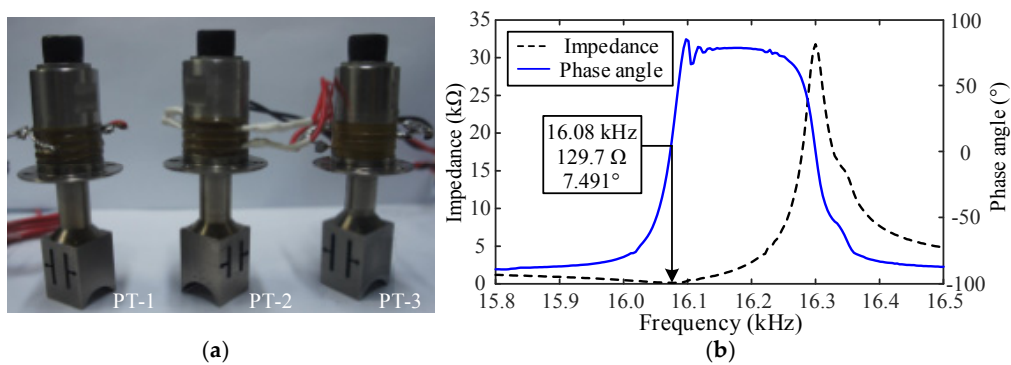 PT-1
PT-2
PT-3
(a)
35
30
25
20
15
10
5
0
Impedance (kΩ)
Impedance
Phase angle
16.08 kHz
129.7 Ω
7.491°
100
50
0
-50
-100
Phase angle (°)
15.8 15.9 16.0 16.1 16.2 16.3 16.4 16.5
Frequency (kHz)
(b)